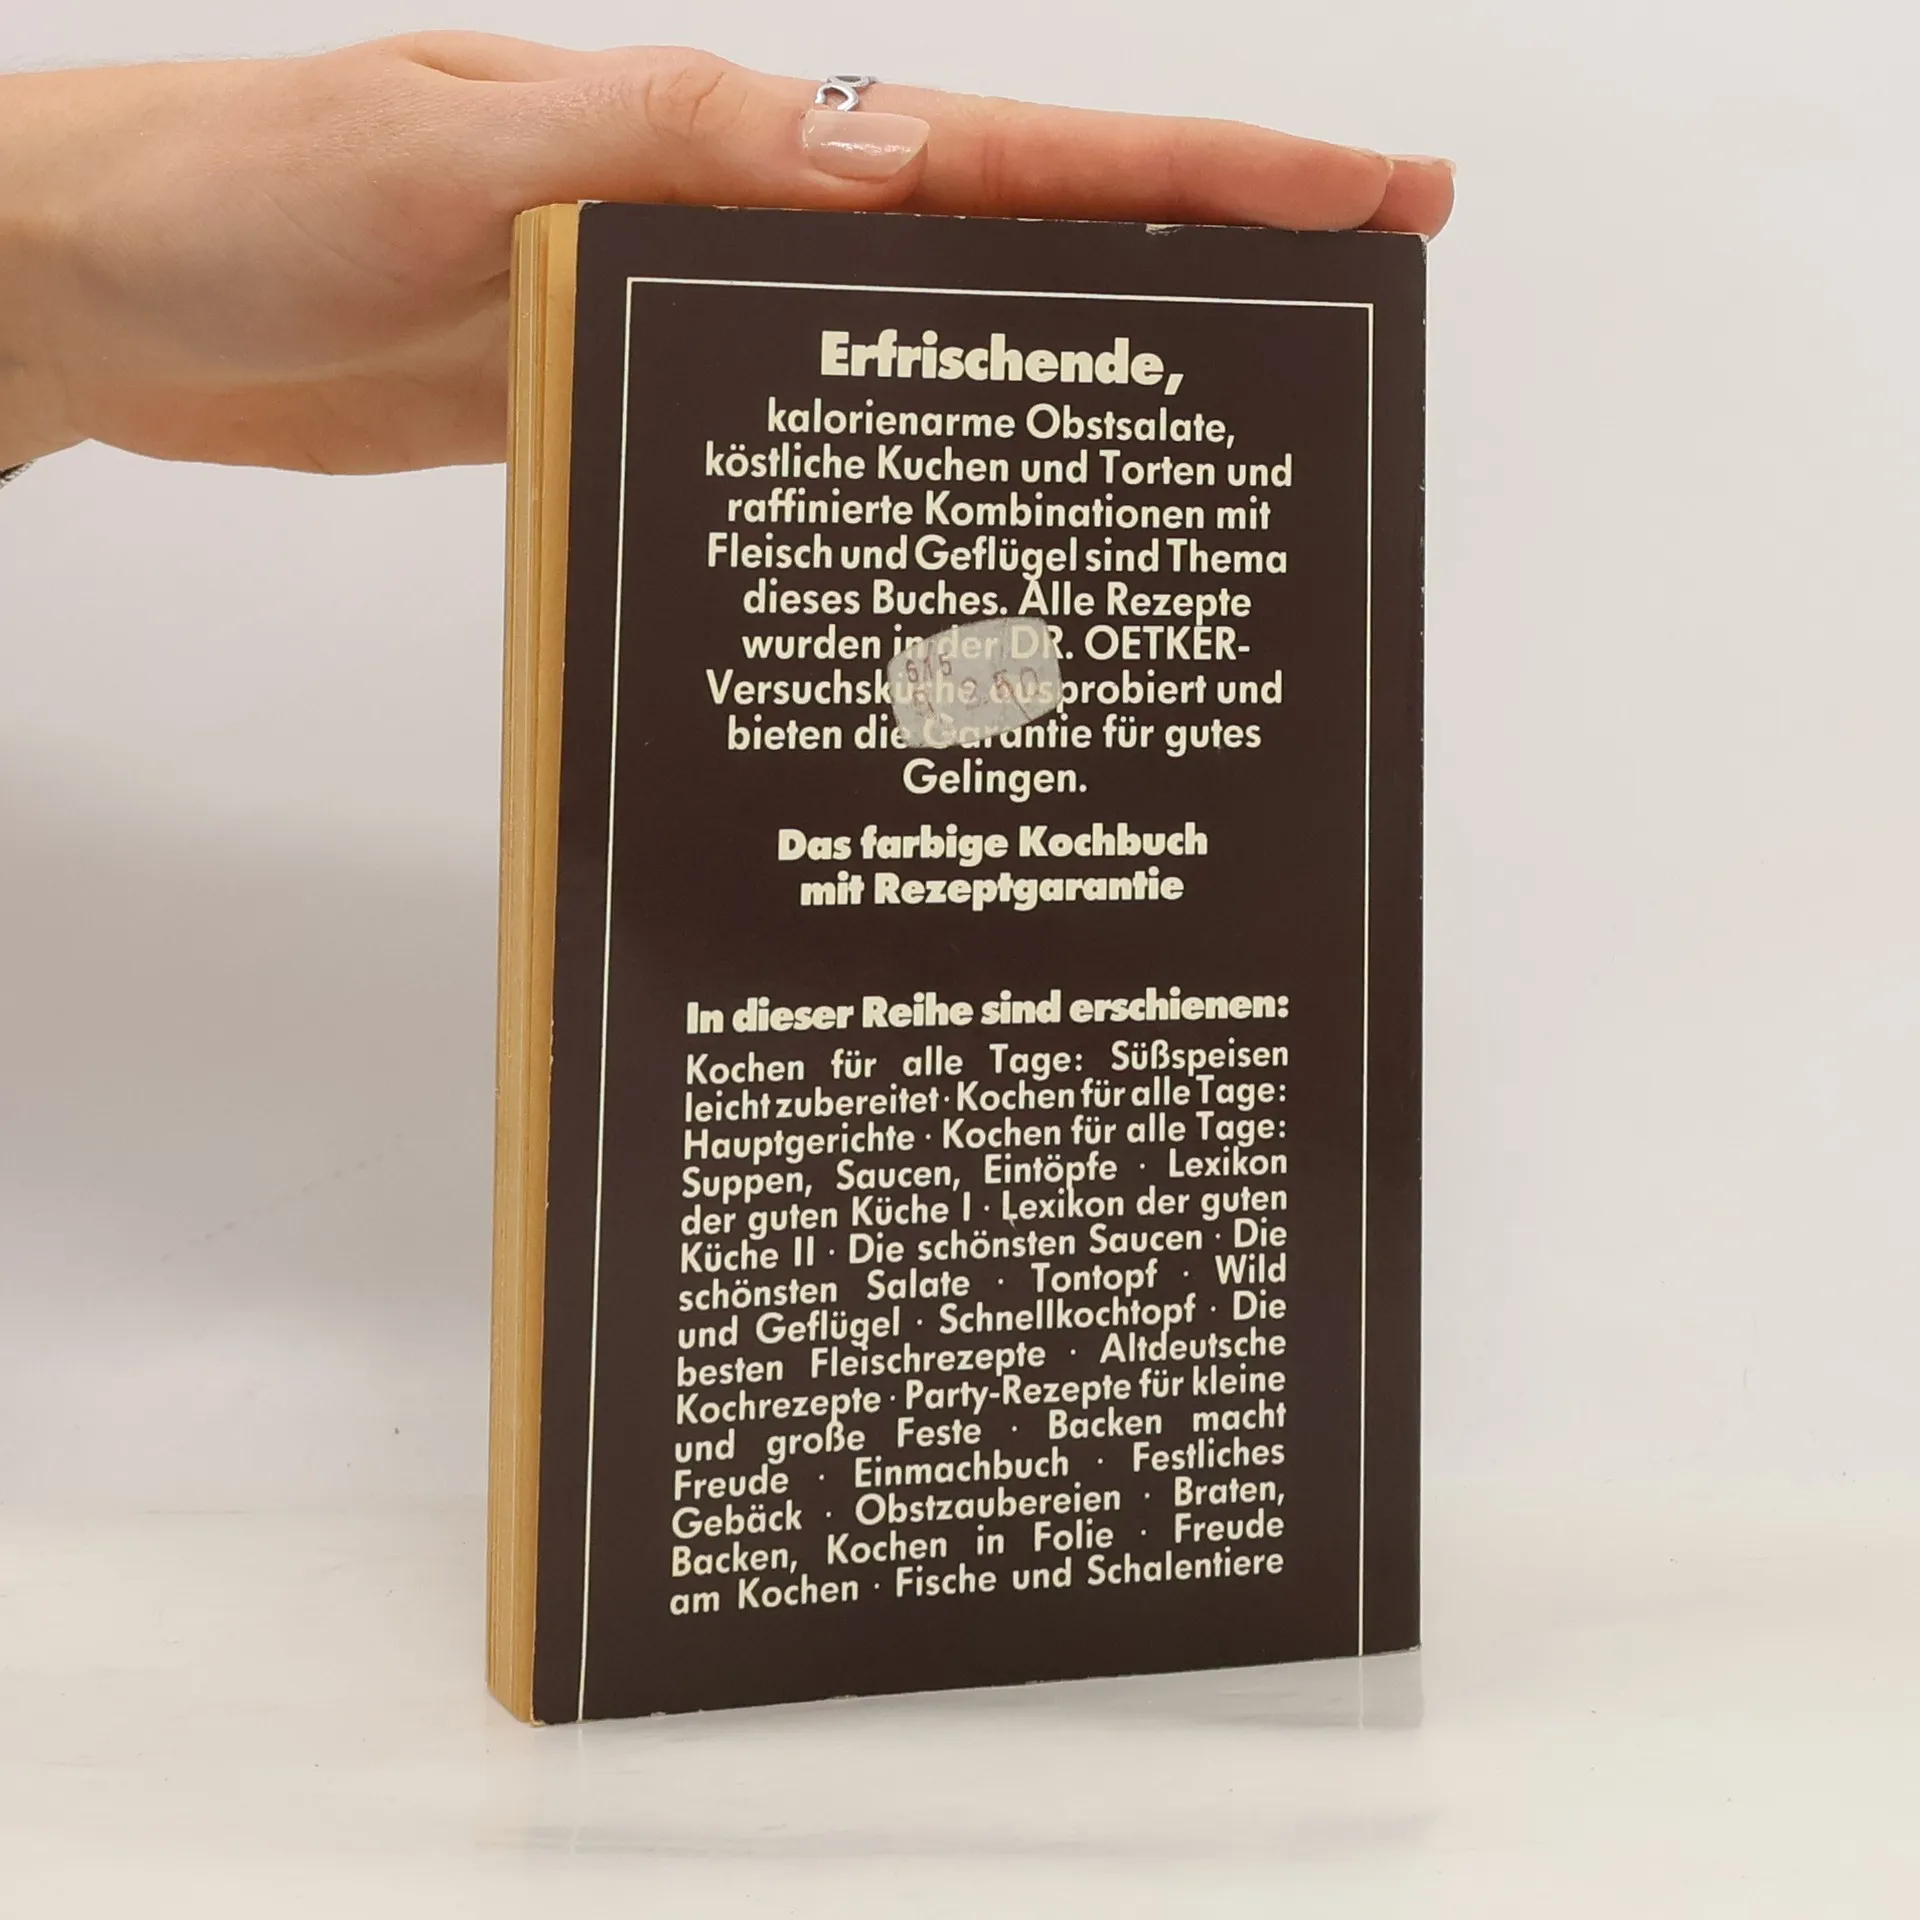 Erfrischende,
kalorienarme Obstsalate,
köstliche Kuchen und Torten und
raffinierte Kombinationen mit
Fleisch und Geflügel sind Thema
dieses Buches. Alle Rezepte
wurden in der DR. OETKER-
Versuchsküche ausprobiert und
bieten die Garantie für gutes
Gelingen.
615
2.50
Das farbige Kochbuch
mit Rezeptgarantie
In dieser Reihe sind erschienen:
Kochen für alle Tage: Süßspeisen
leicht zubereitet · Kochen für alle Tage:
Hauptgerichte · Kochen für alle Tage:
Suppen, Saucen, Eintöpfe · Lexikon
der guten Küche I · Lexikon der guten
Küche II · Die schönsten Saucen · Die
schönsten Salate · Tontopf · Wild
und Geflügel · Schnellkochtopf · Die
besten Fleischrezepte · Altdeutsche
Kochrezepte · Party-Rezepte für kleine
und große Feste · Backen macht
Freude · Einmachbuch · Festliches
Gebäck · Obstzaubereien · Braten,
Backen, Kochen in Folie · Freude
am Kochen · Fische und Schalentiere